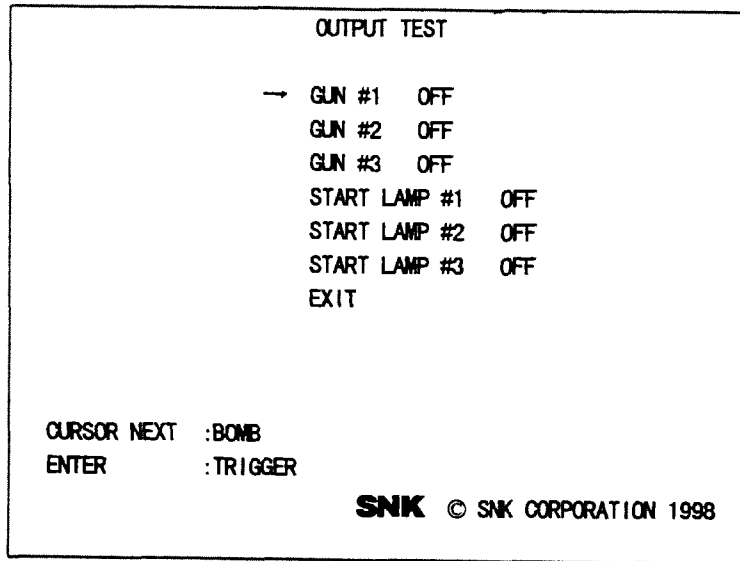 OUTPUT TEST
→ GUN #1 OFF
GUN #2 OFF
GUN #3 OFF
START LAMP #1 OFF
START LAMP #2 OFF
START LAMP #3 OFF
EXIT
CURSOR NEXT :BOMB
ENTER :TRIGGER
SNK © SNK CORPORATION 1998